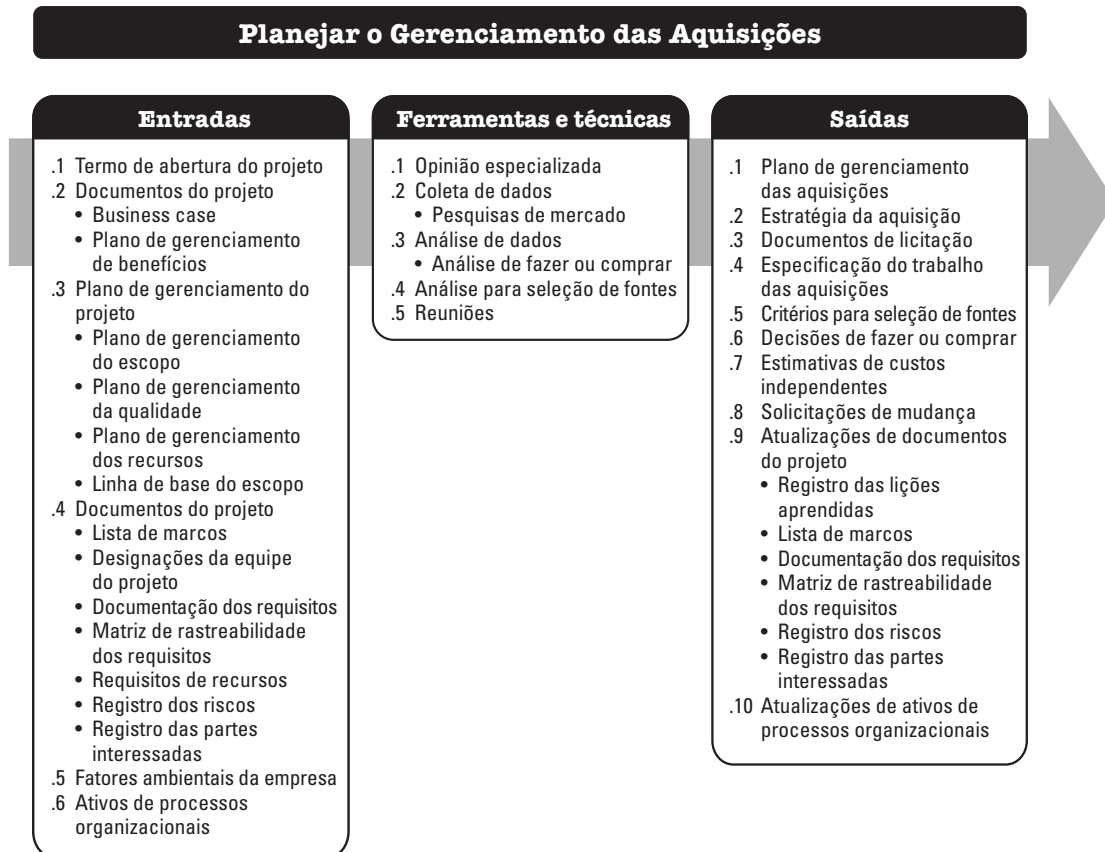 Planejar o Gerenciamento das Aquisições
Entradas
.1 Termo de abertura do projeto
.2 Documentos do projeto
• Business case
• Plano de gerenciamento
de benefícios
.3 Plano de gerenciamento do
projeto
• Plano de gerenciamento
do escopo
• Plano de gerenciamento
da qualidade
• Plano de gerenciamento
dos recursos
• Linha de base do escopo
.4 Documentos do projeto
• Lista de marcos
• Designações da equipe
do projeto
• Documentação dos requisitos
• Matriz de rastreabilidade
dos requisitos
• Requisitos de recursos
• Registro dos riscos
• Registro das partes
interessadas
.5 Fatores ambientais da empresa
.6 Ativos de processos
organizacionais
Ferramentas e técnicas
.1 Opinião especializada
.2 Coleta de dados
• Pesquisas de mercado
.3 Análise de dados
• Análise de fazer ou comprar
.4 Análise para seleção de fontes
.5 Reuniões
Saídas
.1 Plano de gerenciamento
das aquisições
.2 Estratégia da aquisição
.3 Documentos de licitação
.4 Especificação do trabalho
das aquisições
.5 Critérios para seleção de fontes
.6 Decisões de fazer ou comprar
.7 Estimativas de custos
independentes
.8 Solicitações de mudança
.9 Atualizações de documentos
do projeto
• Registro das lições
aprendidas
• Lista de marcos
• Documentação dos requisitos
• Matriz de rastreabilidade
dos requisitos
• Registro dos riscos
• Registro das partes
interessadas
.10 Atualizações de ativos de
processos organizacionais